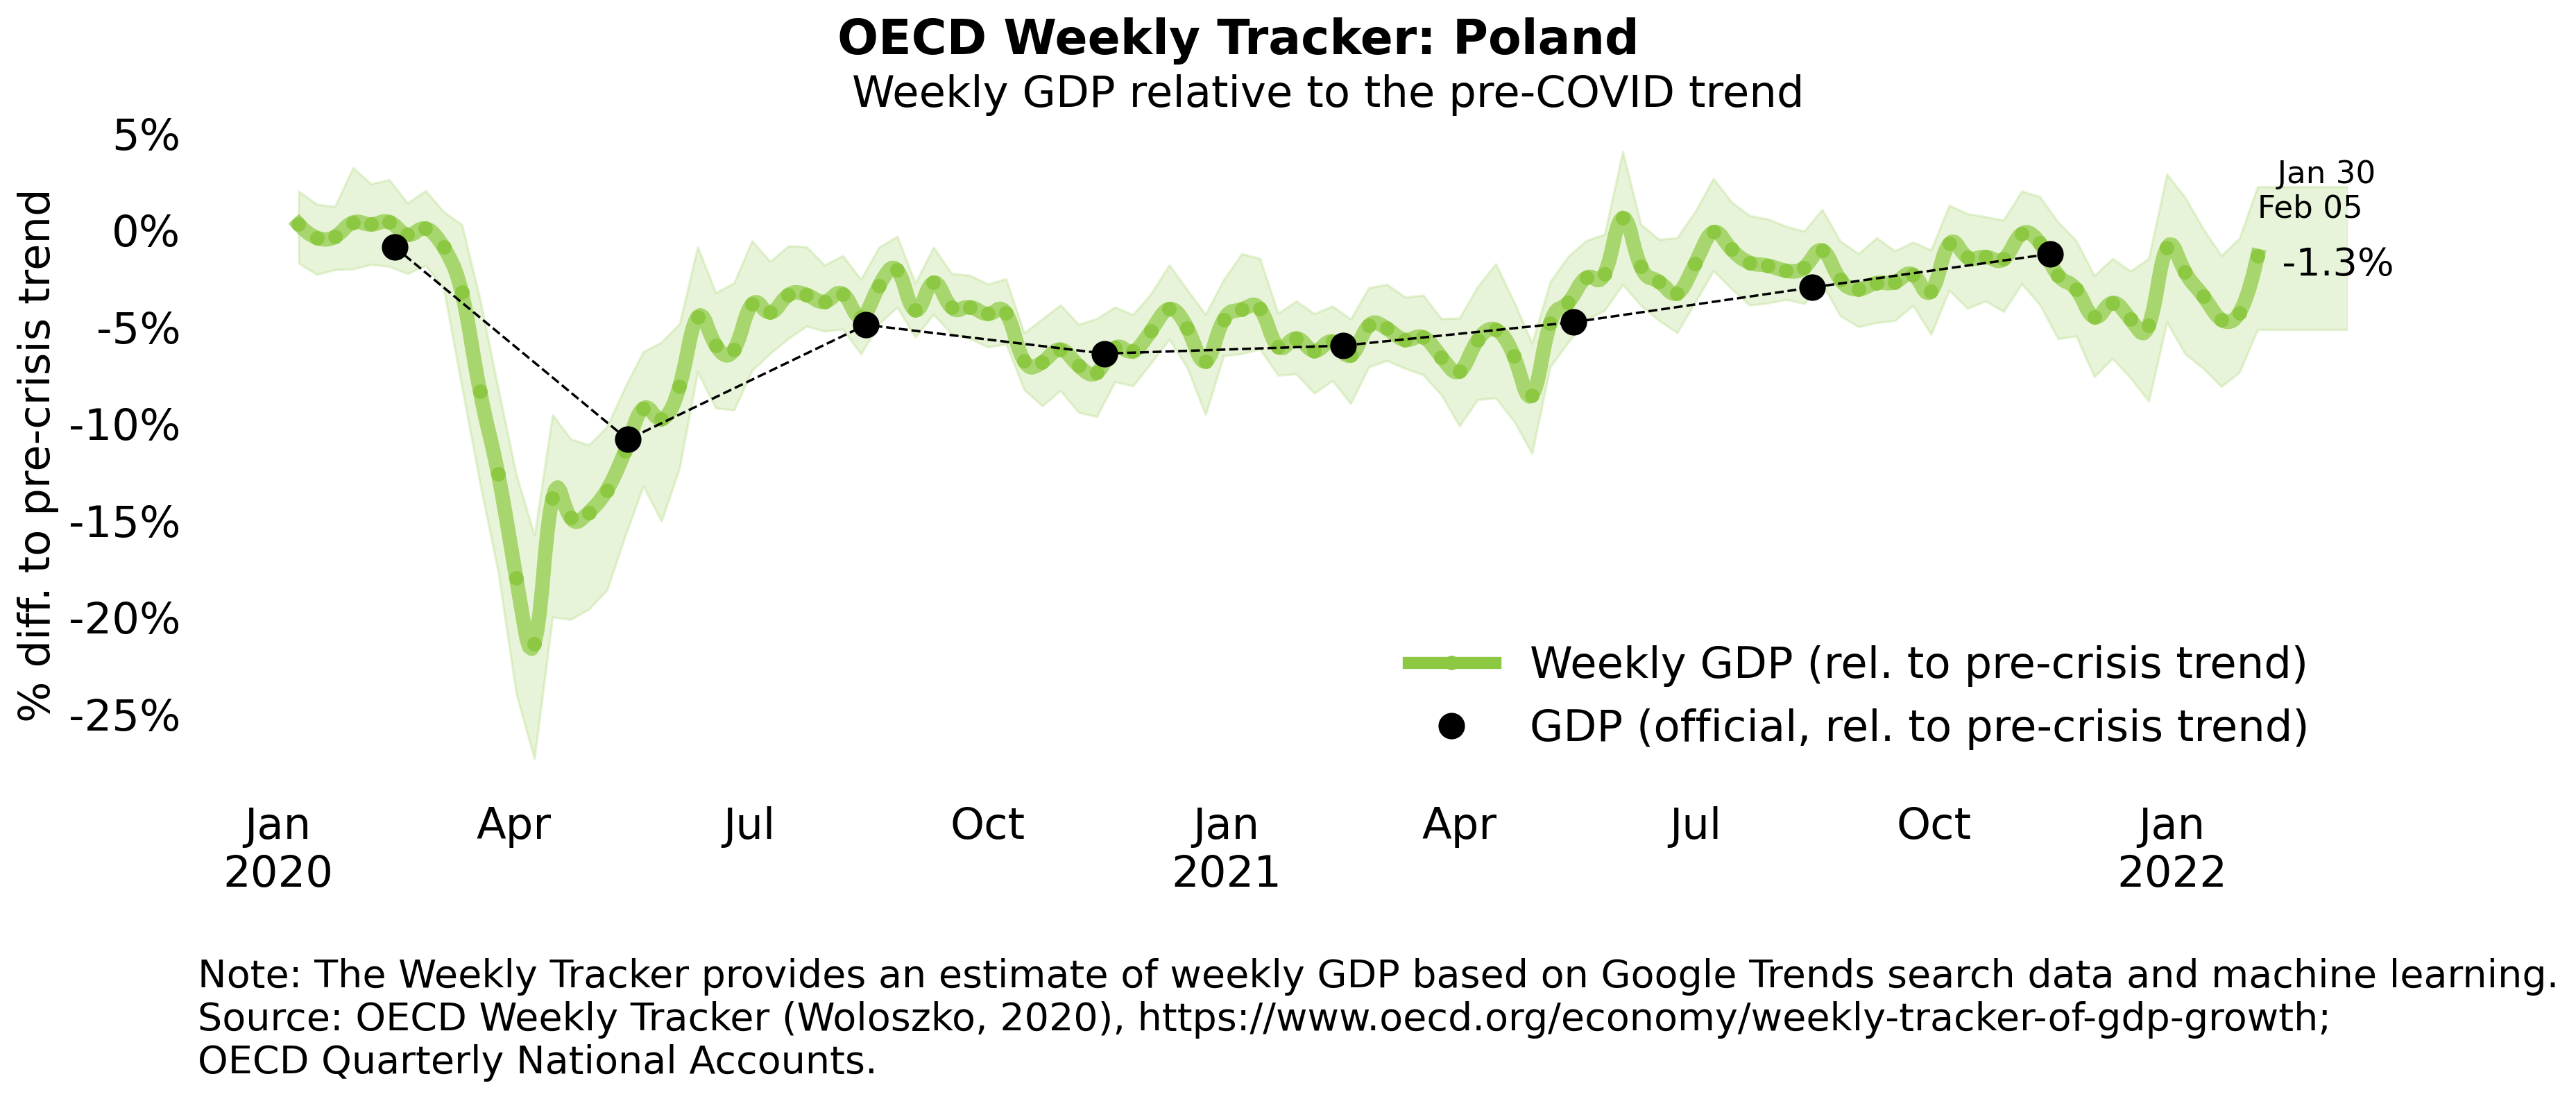 OECD Weekly Tracker: Poland
Weekly GDP relative to the pre-COVID trend
% diff. to pre-crisis trend
5%
0%
-5%
-10%
-15%
-20%
-25%
Jan 30
Feb 05
-1.3%
Weekly GDP (rel. to pre-crisis trend)
GDP (official, rel. to pre-crisis trend)
Jan Apr Jul Oct Jan Apr Jul Oct Jan
2020 2021 2022
Note: The Weekly Tracker provides an estimate of weekly GDP based on Google Trends search data and machine learning.
Source: OECD Weekly Tracker (Woloszko, 2020), https://www.oecd.org/economy/weekly-tracker-of-gdp-growth;
OECD Quarterly National Accounts.